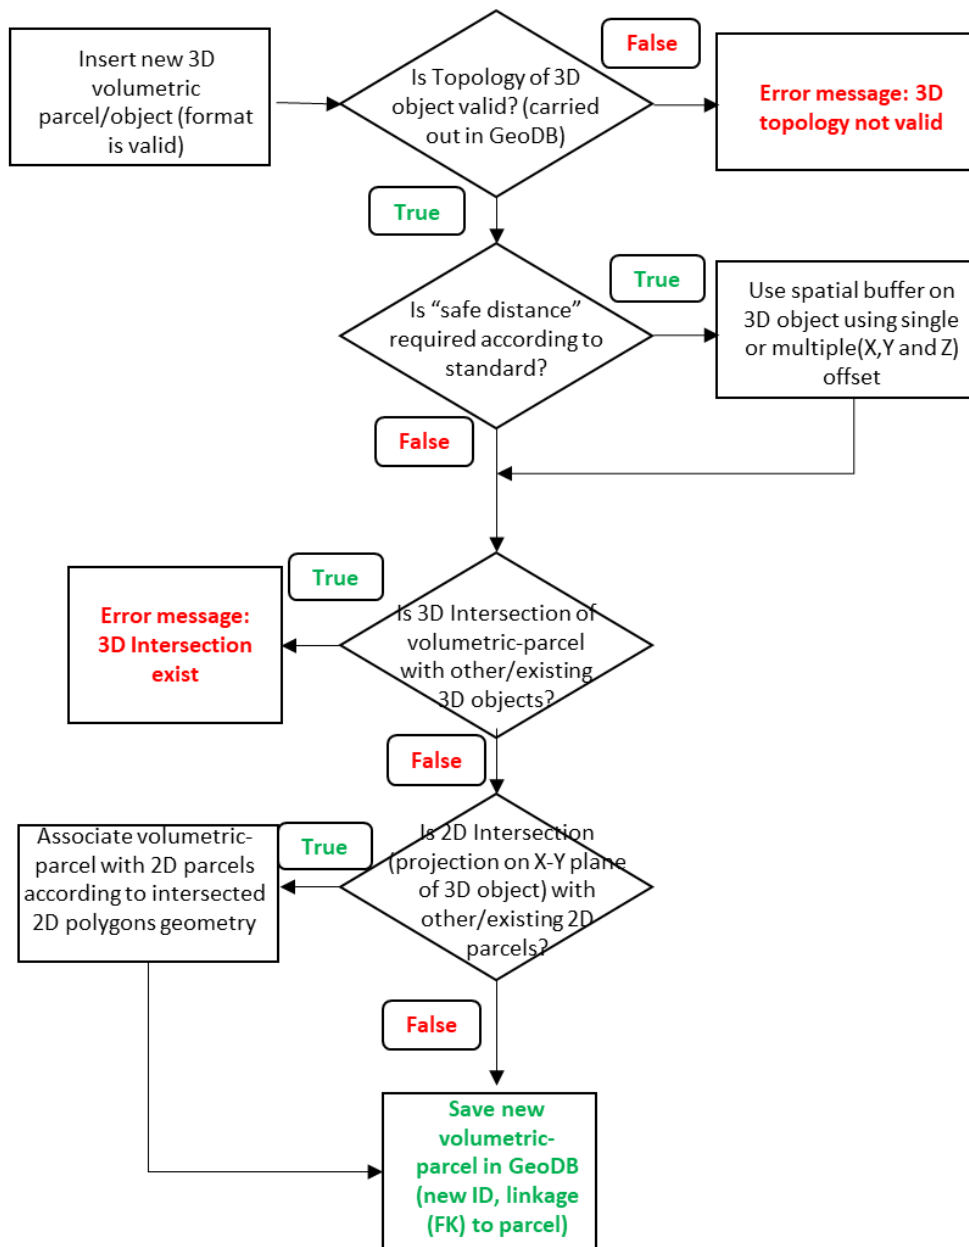 Insert new 3D
volumetric
parcel/object (format
is valid)
Is Topology of 3D
object valid? (carried
out in GeoDB)
False
Error message: 3D
topology not valid
True
Is “safe distance”
required according to
standard?
True
Use spatial buffer on
3D object using single
or multiple(X,Y and Z)
offset
False
Is 3D Intersection of
volumetric-parcel
with other/existing
3D objects?
True
Error message:
3D Intersection
exist
False
Is 2D Intersection
(projection on X-Y plane
of 3D object) with
other/existing 2D
parcels?
True
Associate volumetric-
parcel with 2D parcels
according to intersected
2D polygons geometry
False
Save new
volumetric-
parcel in GeoDB
(new ID, linkage
(FK) to parcel)